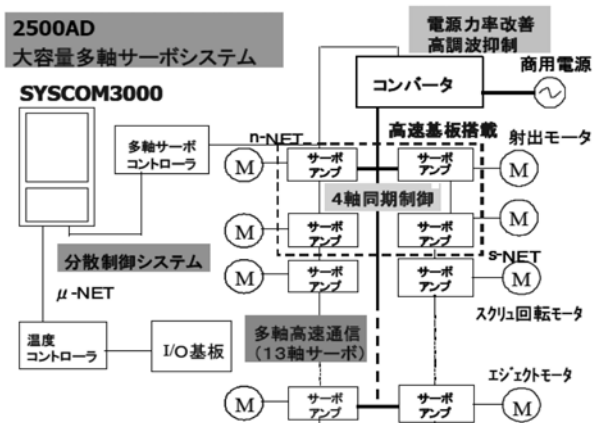 2500AD
大容量多軸サーボシステム
SYSCOM3000
電源力率改善
高調波抑制
コンバータ
商用電源
多軸サーボ
コントローラ
n-NET
高速基板搭載
射出モータ
M
サーボ
アンプ
サーボ
アンプ
M
4軸同期制御
M
サーボ
アンプ
サーボ
アンプ
M
分散制御システム
s-NET
M
サーボ
アンプ
サーボ
アンプ
M
μ-NET
スクリュ回転モータ
温度
コントローラ
I/O基板
多軸高速通信
(13軸サーボ)
エジェクトモータ
M
サーボ
アンプ
サーボ
アンプ
M